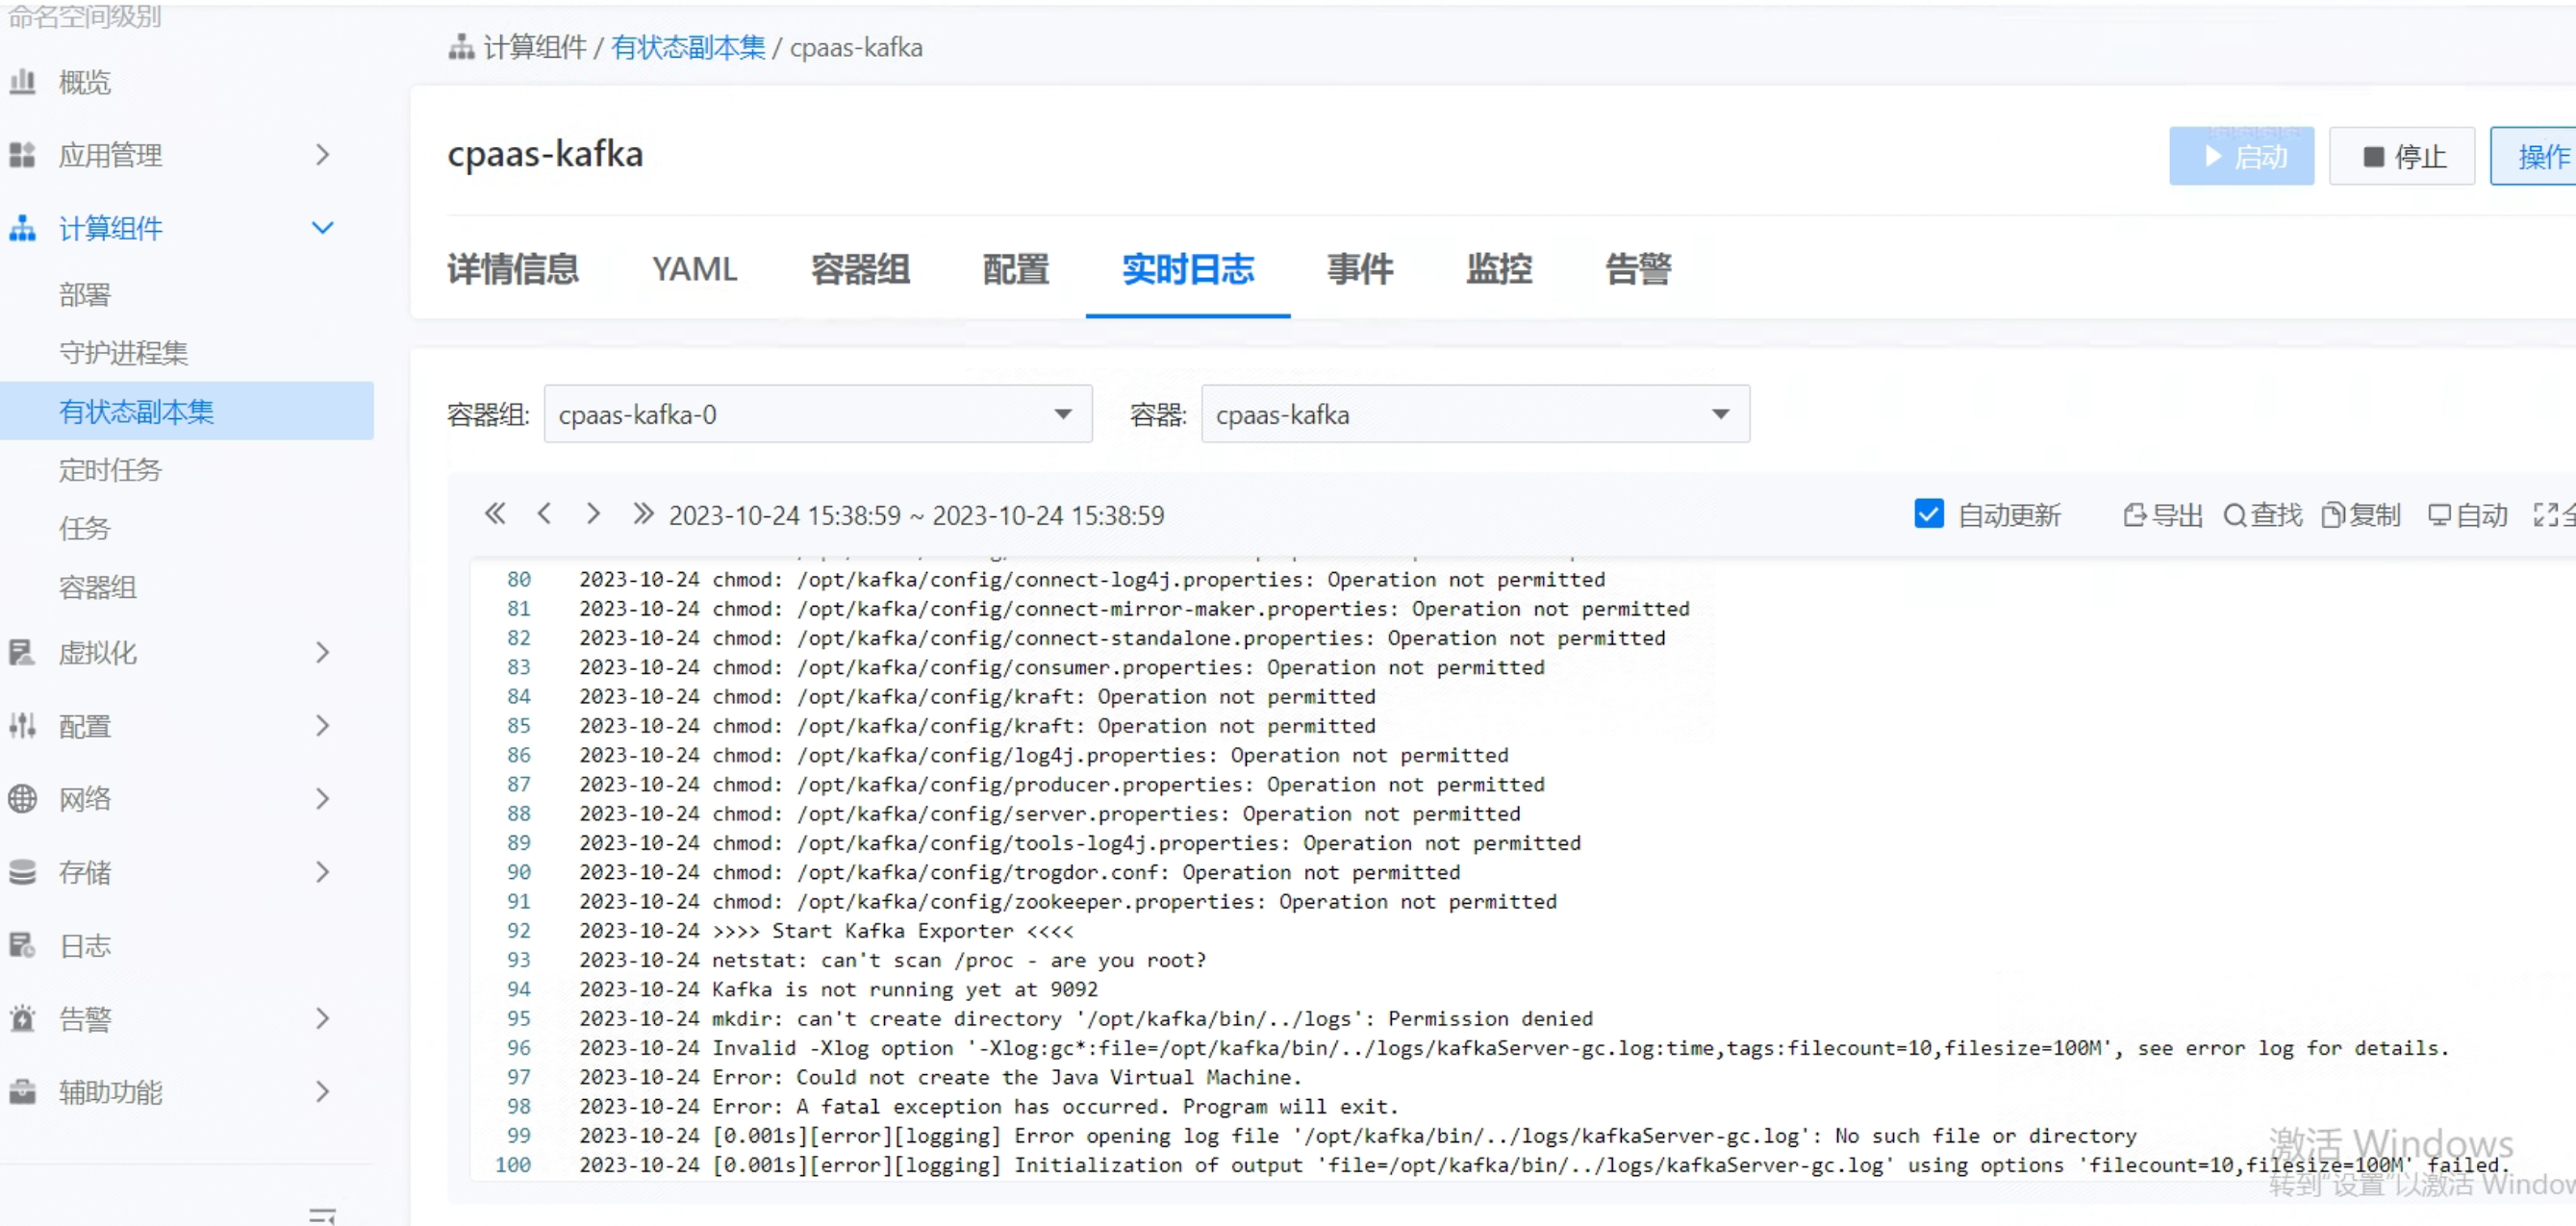 命名空间级别
概览
应用管理
计算组件
部署
守护进程集
有状态副本集
定时任务
任务
容器组
虚拟化
配置
网络
存储
日志
告警
辅助功能
计算组件 / 有状态副本集 / cpaas-kafka
cpaas-kafka
启动 停止 操作
详情信息 YAML 容器组 配置 实时日志 事件 监控 告警
容器组: cpaas-kafka-0 容器: cpaas-kafka
2023-10-24 15:38:59 ~ 2023-10-24 15:38:59 自动更新 导出 查找 复制 自动 全
80 2023-10-24 chmod: /opt/kafka/config/connect-log4j.properties: Operation not permitted
81 2023-10-24 chmod: /opt/kafka/config/connect-mirror-maker.properties: Operation not permitted
82 2023-10-24 chmod: /opt/kafka/config/connect-standalone.properties: Operation not permitted
83 2023-10-24 chmod: /opt/kafka/config/consumer.properties: Operation not permitted
84 2023-10-24 chmod: /opt/kafka/config/kraft: Operation not permitted
85 2023-10-24 chmod: /opt/kafka/config/kraft: Operation not permitted
86 2023-10-24 chmod: /opt/kafka/config/log4j.properties: Operation not permitted
87 2023-10-24 chmod: /opt/kafka/config/producer.properties: Operation not permitted
88 2023-10-24 chmod: /opt/kafka/config/server.properties: Operation not permitted
89 2023-10-24 chmod: /opt/kafka/config/tools-log4j.properties: Operation not permitted
90 2023-10-24 chmod: /opt/kafka/config/trogdor.conf: Operation not permitted
91 2023-10-24 chmod: /opt/kafka/config/zookeeper.properties: Operation not permitted
92 2023-10-24 >>>> Start Kafka Exporter <<<<
93 2023-10-24 netstat: can't scan /proc - are you root?
94 2023-10-24 Kafka is not running yet at 9092
95 2023-10-24 mkdir: can't create directory '/opt/kafka/bin/../logs': Permission denied
96 2023-10-24 Invalid -Xlog option '-Xlog:gc*:file=/opt/kafka/bin/../logs/kafkaServer-gc.log:time,tags:filecount=10,filesize=100M', see error log for details.
97 2023-10-24 Error: Could not create the Java Virtual Machine.
98 2023-10-24 Error: A fatal exception has occurred. Program will exit.
99 2023-10-24 [0.001s][error][logging] Error opening log file '/opt/kafka/bin/../logs/kafkaServer-gc.log': No such file or directory
100 2023-10-24 [0.001s][error][logging] Initialization of output 'file=/opt/kafka/bin/../logs/kafkaServer-gc.log' using options 'filecount=10,filesize=100M' failed.
激活 Windows
转到"设置"以激活 Window